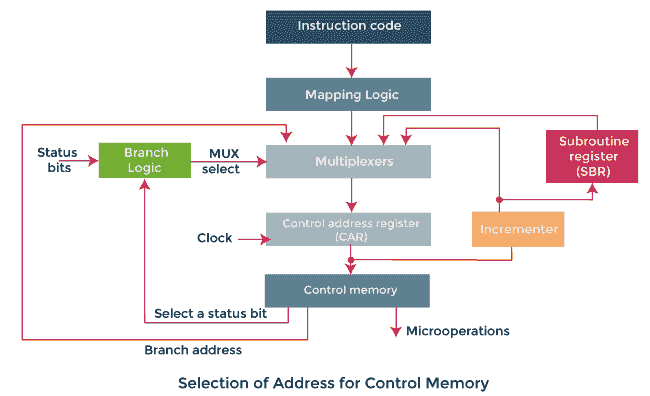 Instruction code
Mapping Logic
Status
bits
Branch
Logic
MUX
select
Multiplexers
Subroutine
register
(SBR)
Clock
Control address register
(CAR)
Incrementer
Control memory
Select a status bit
Microoperations
Branch address
Selection of Address for Control Memory